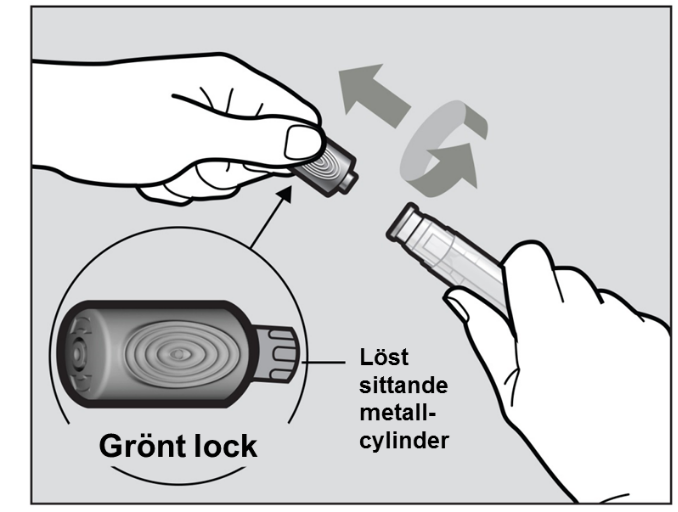 Löst
sittande
metall-
cylinder
Grönt lock